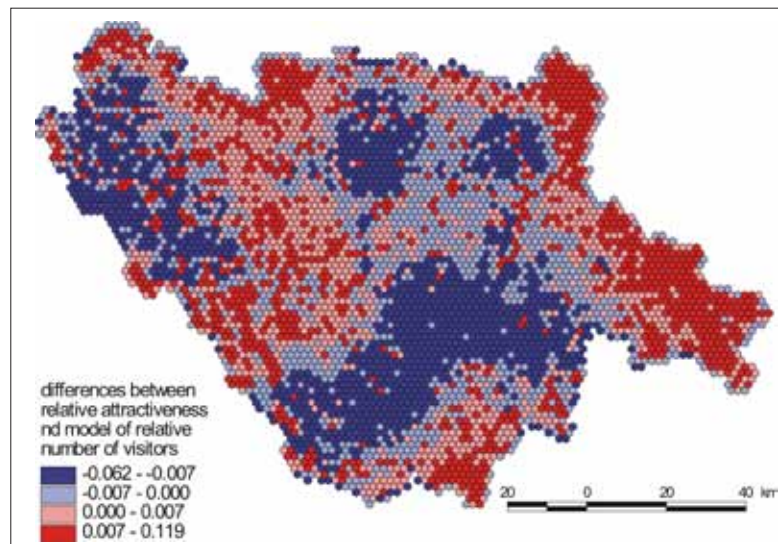 differences between
relative attractiveness
nd model of relative
number of visitors
-0.062 - -0.007
-0.007 - 0.000
0.000 - 0.007
0.007 - 0.119
20 0 20 40 km